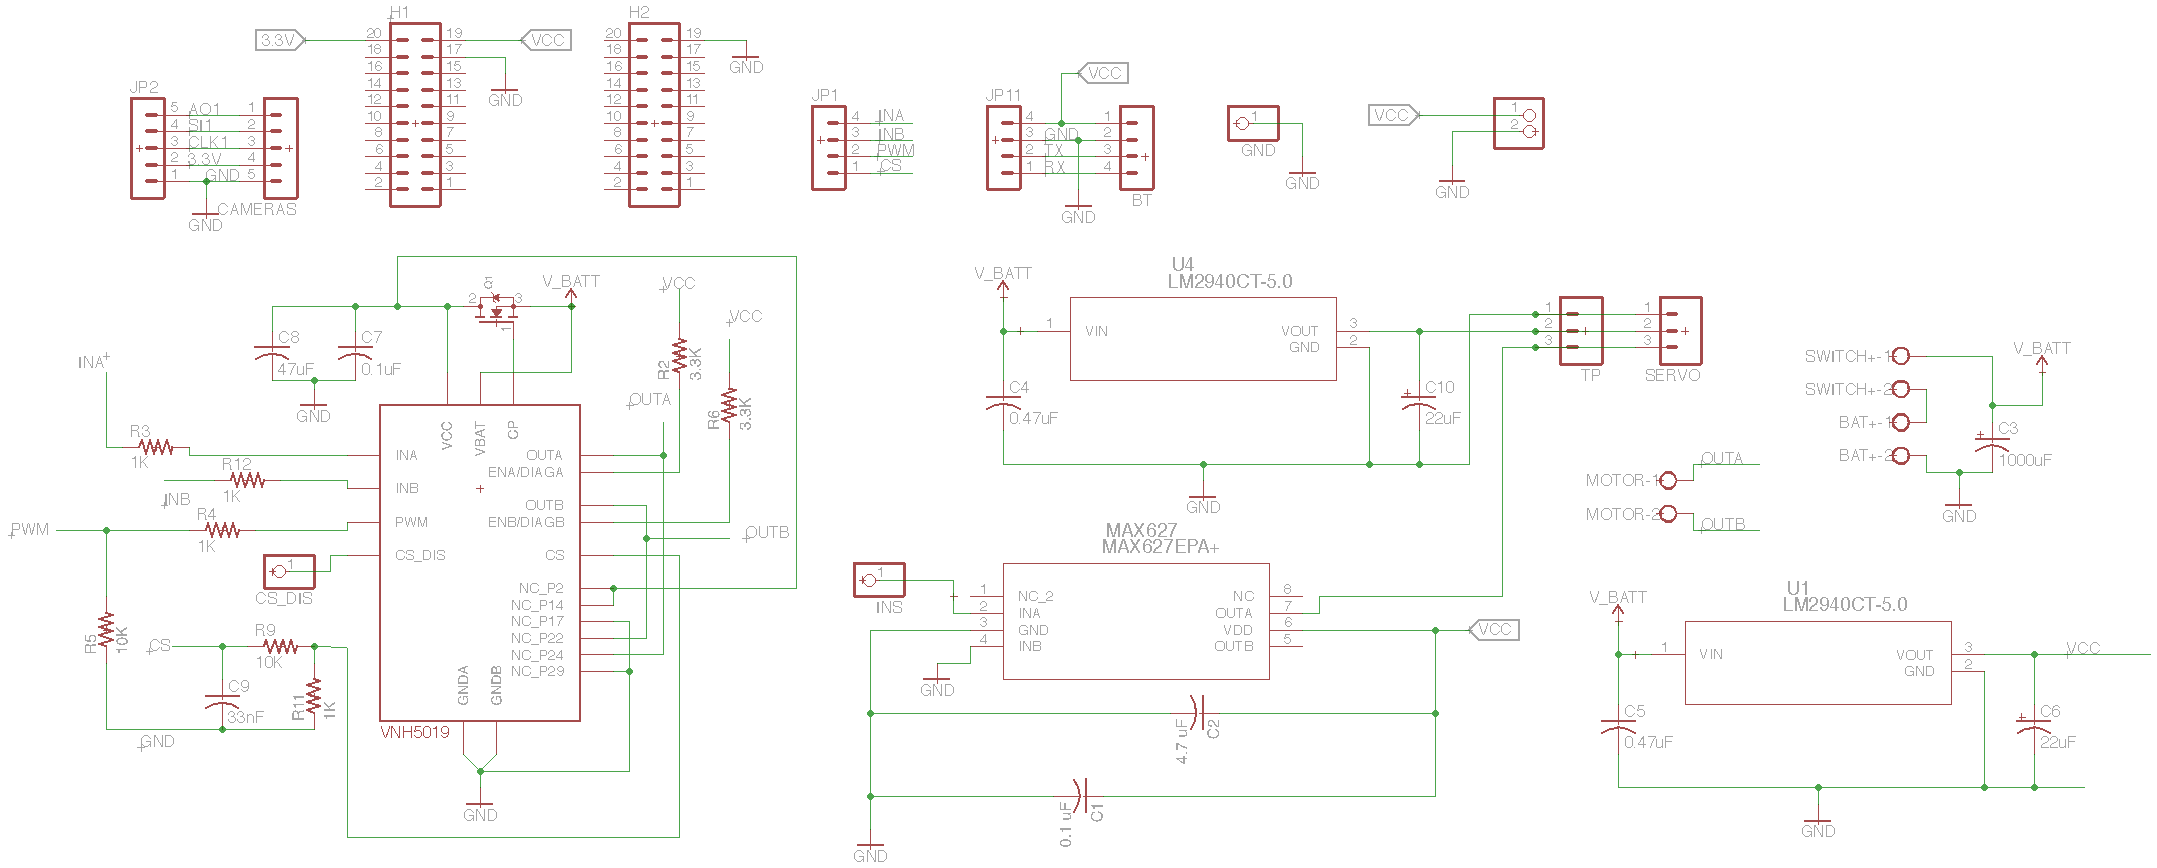 H1
H2
3.3V
20 19
18 17
16 15
14 13
12 11
10 9
8 7
6 5
4 3
2 1
VCC
GND
20 19
18 17
16 15
14 13
12 11
10 9
8 7
6 5
4 3
2 1
GND
JP2
5 AO1 1
4 SI1 2
3 CLK1 3
2 3.3V 4
1 GND 5
CAMERAS
GND
JP1
4 INA
3 INB
2 PWM
1 CS
VCC
JP11
4 1
3 GND 2
2 TX 3
1 RX 4
BT
GND
1
GND
GND
VCC
1
2
GND
V_BATT
2 3
1
VCC
VCC
C8
47uF
C7
0.1uF
GND
INA
R2
3.3K
R6
3.3K
OUTA
R3
1K
R12
1K
INB
PWM
R4
1K
1
CS_DIS
R5
10K
CS
R9
10K
C9
33nF
R11
1K
GND
VCC
VBAT
CP
INA
INB
PWM
CS_DIS
OUTA
ENA/DIAGA
OUTB
ENB/DIAGB
CS
NC_P2
NC_P14
NC_P17
NC_P22
NC_P24
NC_P29
GNDA
GNDB
VNH5019
GND
OUTB
U4
LM2940CT-5.0
V_BATT
1 VIN
VOUT 3
GND 2
C4
0.47uF
C10
22uF
GND
1 1
2 2
3 3
TP
SERVO
MAX627
MAX627EPA+
1
INS
1 NC_2
2 INA
3 GND
4 INB
NC 8
OUTA 7
VDD 6
OUTB 5
GND
VCC
4.7 uF
C2
0.1 uF
C1
GND
SWITCH+-1
SWITCH+-2
BAT+-1
BAT+-2
V_BATT
C3
1000uF
GND
MOTOR-1
OUTA
MOTOR-2
OUTB
U1
LM2940CT-5.0
V_BATT
1 VIN
VOUT 3
GND 2
VCC
C5
0.47uF
C6
22uF
GND